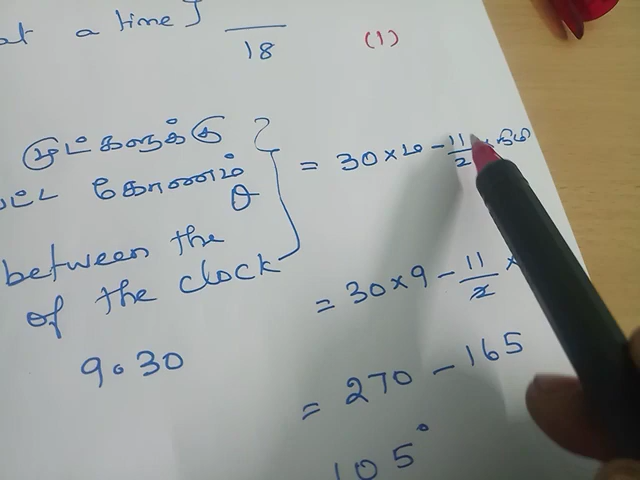 at a time}
18
(1)
முட்களுக்கு
பட்ட கோணம் θ
= 30 × ம - 11/2 × நிமி
between the
of the clock
= 30 × 9 - 11/2 ×
9.30
= 270 - 165
105°